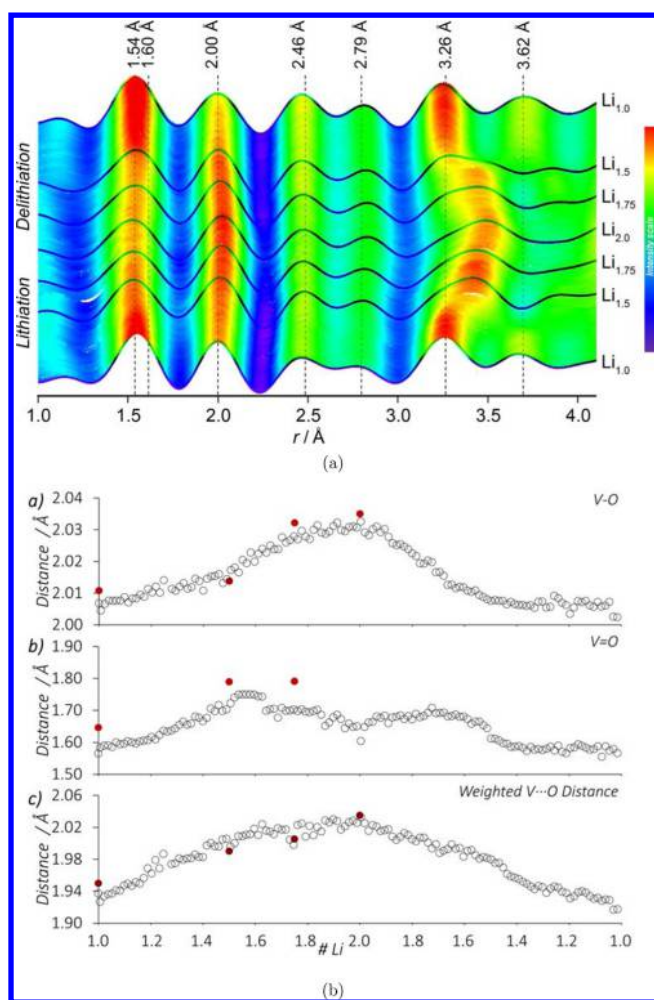 1.54 Å
1.60 Å
2.00 Å
2.46 Å
2.79 Å
3.26 Å
3.62 Å
Delithiation
Lithiation
Li1.0
Li1.5
Li1.75
Li2.0
Li1.75
Li1.5
Li1.0
Intensity scale
1.0 1.5 2.0 2.5 3.0 3.5 4.0
r / Å
(a)
a) V-O
Distance / Å
2.04
2.03
2.02
2.01
2.00
b) V=O
Distance / Å
1.90
1.80
1.70
1.60
1.50
c) Weighted V···O Distance
Distance / Å
2.06
2.02
1.98
1.94
1.90
1.0 1.2 1.4 1.6 1.8 2.0 1.8 1.6 1.4 1.2 1.0
# Li
(b)